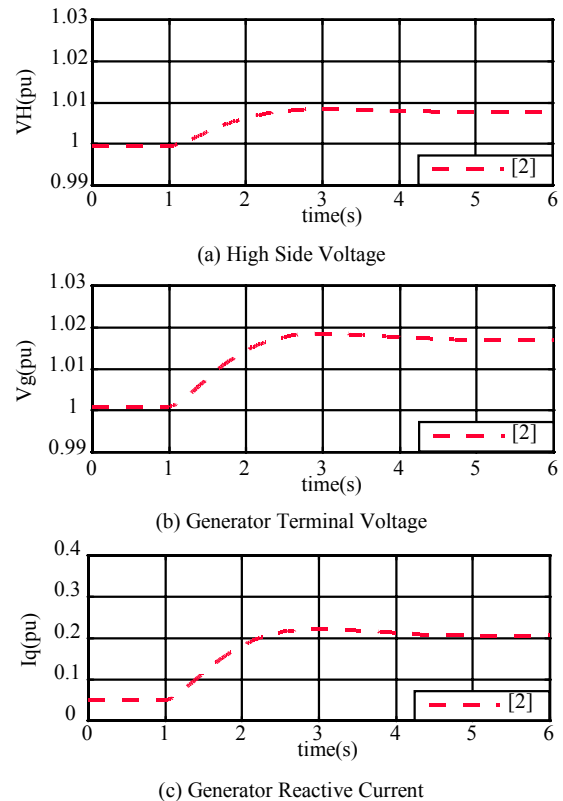 1.03
1.02
1.01
1
0.99
VH(pu)
[2]
0 1 2 3 4 5 6
time(s)
(a) High Side Voltage
1.03
1.02
1.01
1
0.99
Vg(pu)
[2]
0 1 2 3 4 5 6
time(s)
(b) Generator Terminal Voltage
0.4
0.3
0.2
0.1
0
Iq(pu)
[2]
0 1 2 3 4 5 6
time(s)
(c) Generator Reactive Current